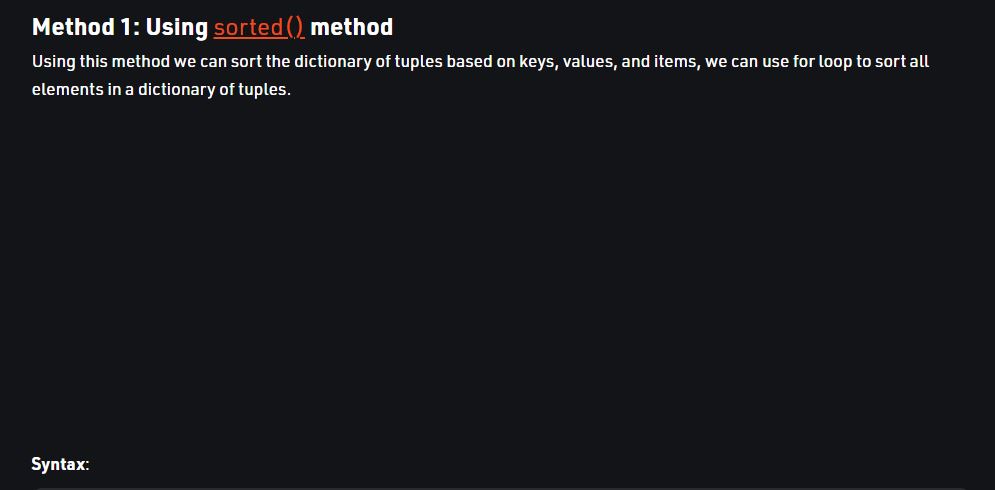 Method 1: Using sorted() method
Using this method we can sort the dictionary of tuples based on keys, values, and items, we can use for loop to sort all
elements in a dictionary of tuples.
Syntax: